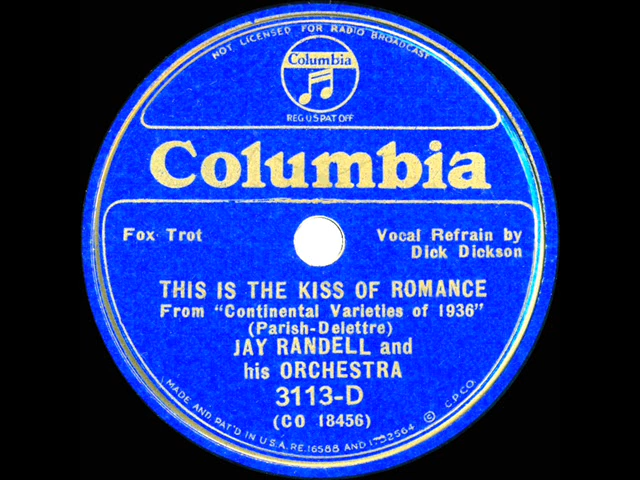 NOT LICENSED FOR RADIO BROADCAST
Columbia
REG U S PAT OFF
Columbia
Fox Trot
Vocal Refrain by
Dick Dickson
THIS IS THE KISS OF ROMANCE
From "Continental Varieties of 1936"
(Parish-Delettre)
JAY RANDELL and
his ORCHESTRA
3113-D
(CO 18456)
MADE AND PAT'D IN U.S.A. RE.16588 AND 1702564 © C.P.CO.